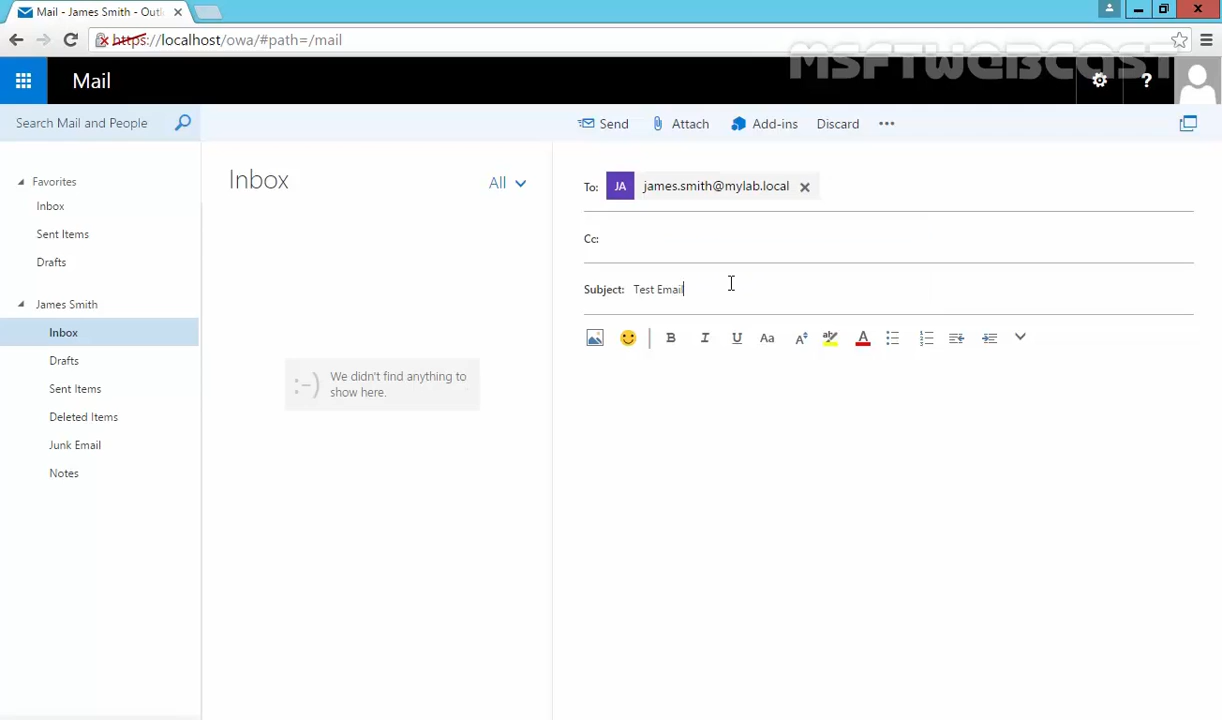 Mail - James Smith - Outl
https://localhost/owa/#path=/mail
MSFTWEBCAST
Mail
?
Search Mail and People
Send
Attach
Add-ins
Discard
Favorites
Inbox
Sent Items
Drafts
James Smith
Inbox
Drafts
Sent Items
Deleted Items
Junk Email
Notes
Inbox
All
:-)
We didn't find anything to
show here.
To: JA james.smith@mylab.local
Cc:
Subject: Test Email
B I U Aa A A